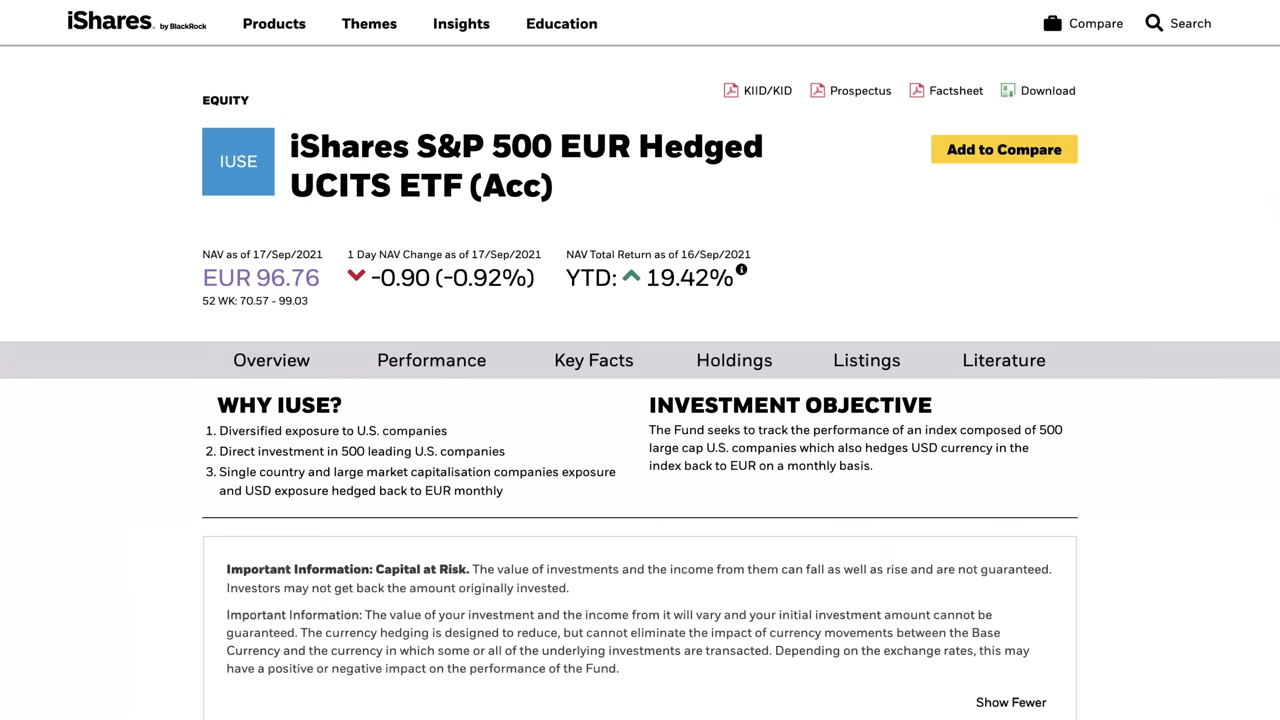 iShares. by BlackRock
Products
Themes
Insights
Education
Compare
Search
KIID/KID
Prospectus
Factsheet
Download
EQUITY
IUSE
iShares S&P 500 EUR Hedged
UCITS ETF (Acc)
Add to Compare
NAV as of 17/Sep/2021
EUR 96.76
52 WK: 70.57 - 99.03
1 Day NAV Change as of 17/Sep/2021
-0.90 (-0.92%)
NAV Total Return as of 16/Sep/2021
YTD: 19.42%
Overview
Performance
Key Facts
Holdings
Listings
Literature
WHY IUSE?
1. Diversified exposure to U.S. companies
2. Direct investment in 500 leading U.S. companies
3. Single country and large market capitalisation companies exposure
and USD exposure hedged back to EUR monthly
INVESTMENT OBJECTIVE
The Fund seeks to track the performance of an index composed of 500
large cap U.S. companies which also hedges USD currency in the
index back to EUR on a monthly basis.
Important Information: Capital at Risk. The value of investments and the income from them can fall as well as rise and are not guaranteed.
Investors may not get back the amount originally invested.
Important Information: The value of your investment and the income from it will vary and your initial investment amount cannot be
guaranteed. The currency hedging is designed to reduce, but cannot eliminate the impact of currency movements between the Base
Currency and the currency in which some or all of the underlying investments are transacted. Depending on the exchange rates, this may
have a positive or negative impact on the performance of the Fund.
Show Fewer